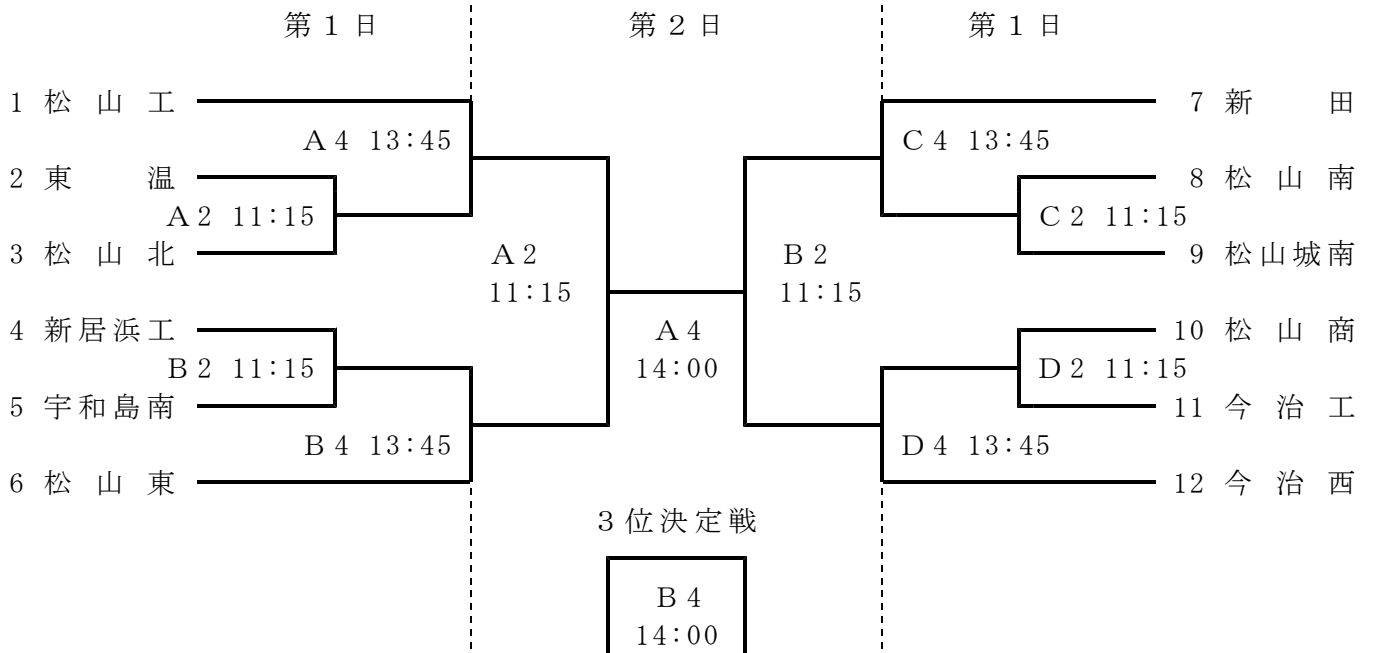 第１日 第２日 第１日
1 松山工 7 新田
A4 13:45 C4 13:45
2 東温 8 松山南
A2 11:15 C2 11:15
3 松山北 A2 B2 9 松山城南
11:15 11:15
4 新居浜工 A4 10 松山商
B2 11:15 14:00 D2 11:15
5 宇和島南 11 今治工
B4 13:45 D4 13:45
6 松山東 12 今治西
３位決定戦
B4
14:00